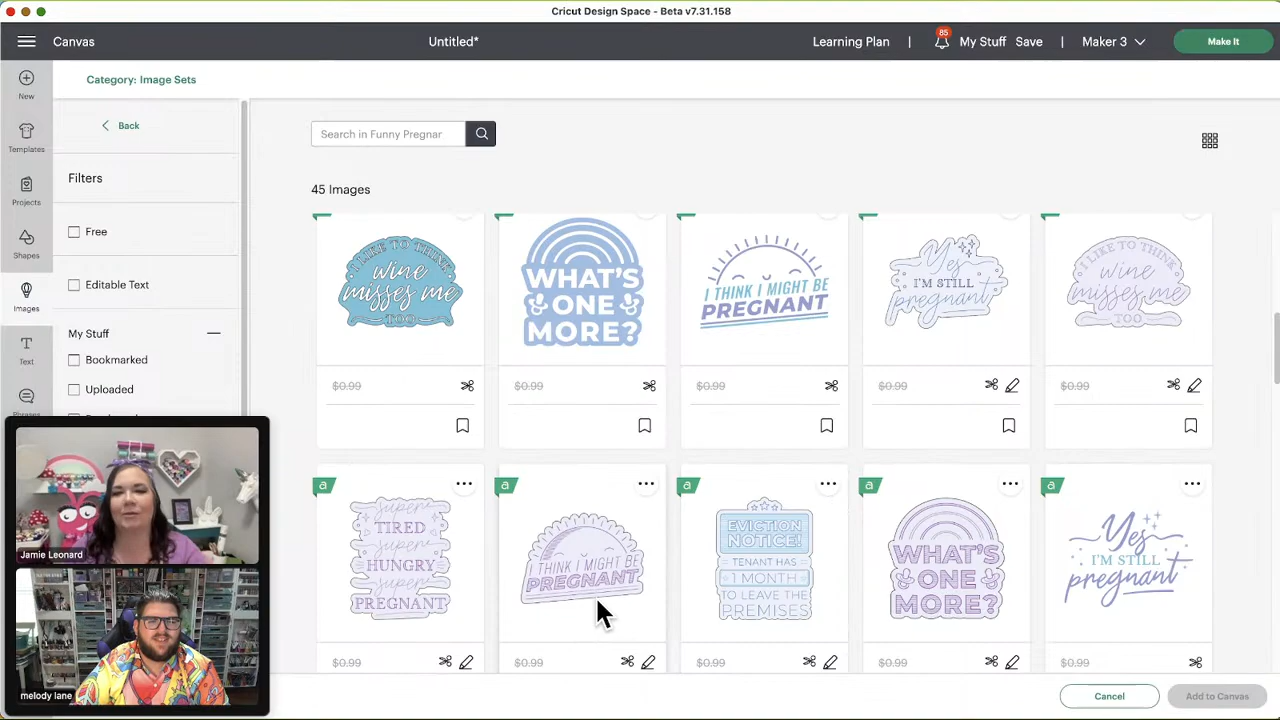 Cricut Design Space - Beta v7.31.158
Canvas
Untitled*
Learning Plan
|
85
My Stuff
Save
|
Maker 3
Make It
New
Templates
Projects
Shapes
Images
Text
Category: Image Sets
Back
Filters
Free
Editable Text
My Stuff
Bookmarked
Uploaded
Search in Funny Pregnar
45 Images
I LIKE TO THINK
wine
misses me
TOO
WHAT'S
ONE
MORE?
I THINK I MIGHT BE
PREGNANT
Yes
I'M STILL
pregnant
I LIKE TO THINK
wine
misses me
TOO
$0.99
$0.99
$0.99
$0.99
$0.99
a
super
TIRED
super
HUNGRY
super
PREGNANT
a
I THINK I MIGHT BE
PREGNANT
a
EVICTION
NOTICE!
TENANT HAS
1 MONTH
TO LEAVE THE
PREMISES
a
WHAT'S
ONE
MORE?
a
Yes
I'M STILL
pregnant
$0.99
$0.99
$0.99
$0.99
$0.99
Jamie Leonard
melody lane
Cancel
Add to Canvas